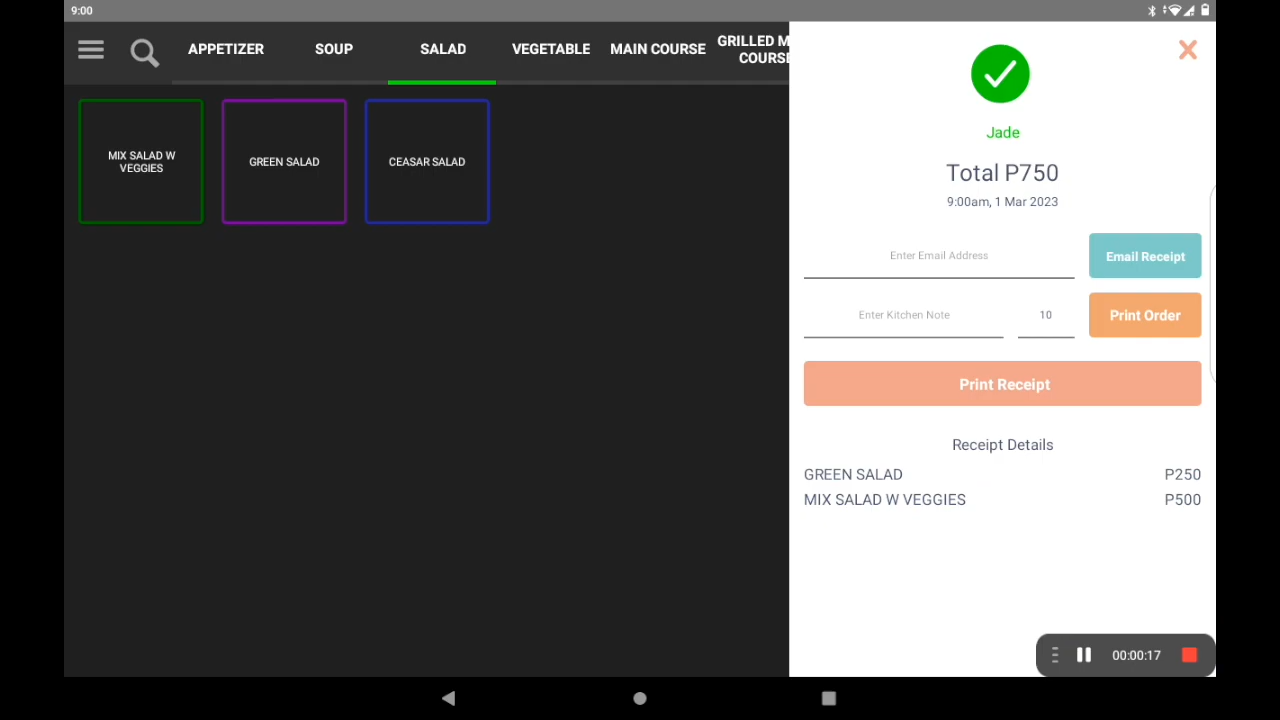 9:00
APPETIZER
SOUP
SALAD
VEGETABLE
MAIN COURSE
GRILLED M
COURSE
MIX SALAD W
VEGGIES
GREEN SALAD
CEASAR SALAD
Jade
Total P750
9:00am, 1 Mar 2023
Enter Email Address
Email Receipt
Enter Kitchen Note
10
Print Order
Print Receipt
Receipt Details
GREEN SALAD P250
MIX SALAD W VEGGIES P500
00:00:17